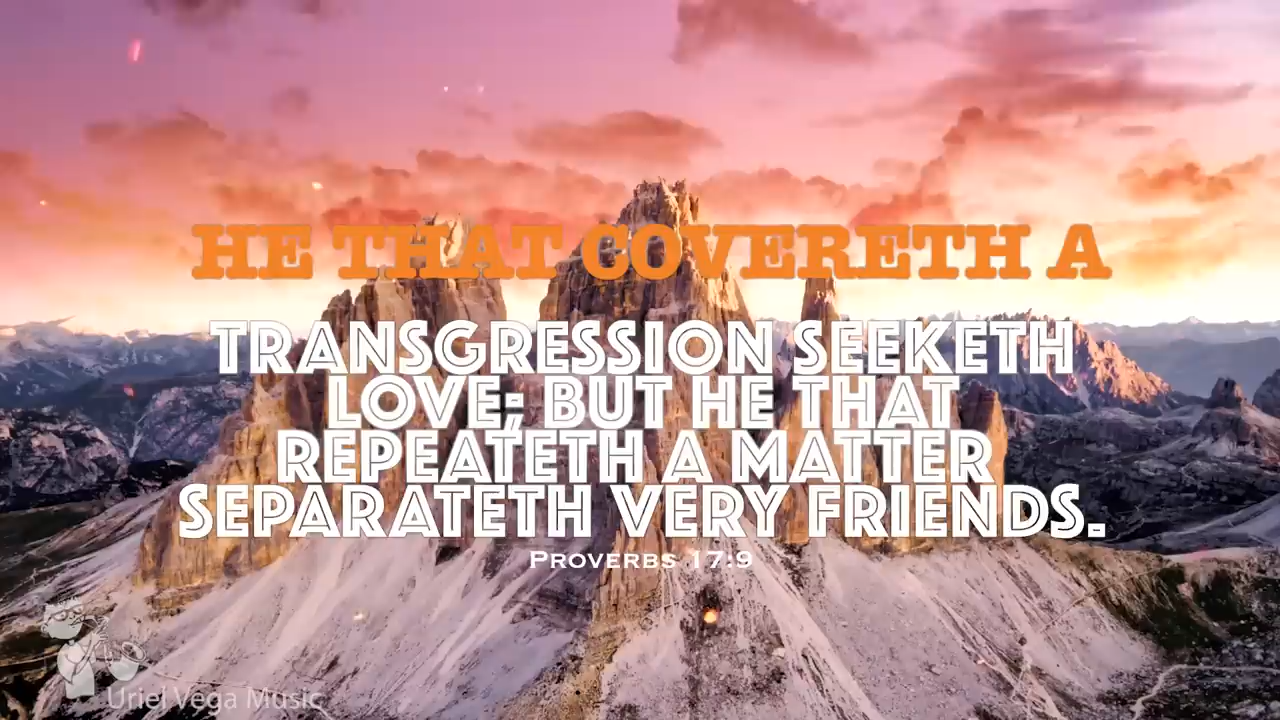 HE THAT COVERETH A
TRANSGRESSION SEEKETH
LOVE; BUT HE THAT
REPEATETH A MATTER
SEPARATETH VERY FRIENDS.
PROVERBS 17:9
Uriel Vega Music